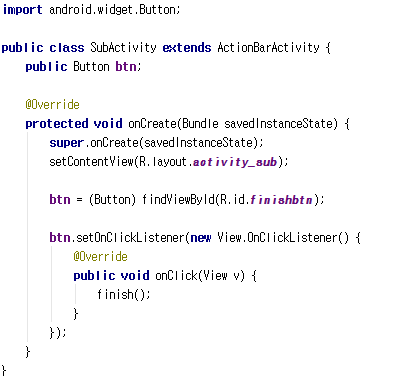 import android.widget.Button;
public class SubActivity extends ActionBarActivity {
public Button btn;
@Override
protected void onCreate(Bundle savedInstanceState) {
super.onCreate(savedInstanceState);
setContentView(R.layout.activity_sub);
btn = (Button) findViewById(R.id.finishbtn);
btn.setOnClickListener(new View.OnClickListener() {
@Override
public void onClick(View v) {
finish();
}
});
}
}